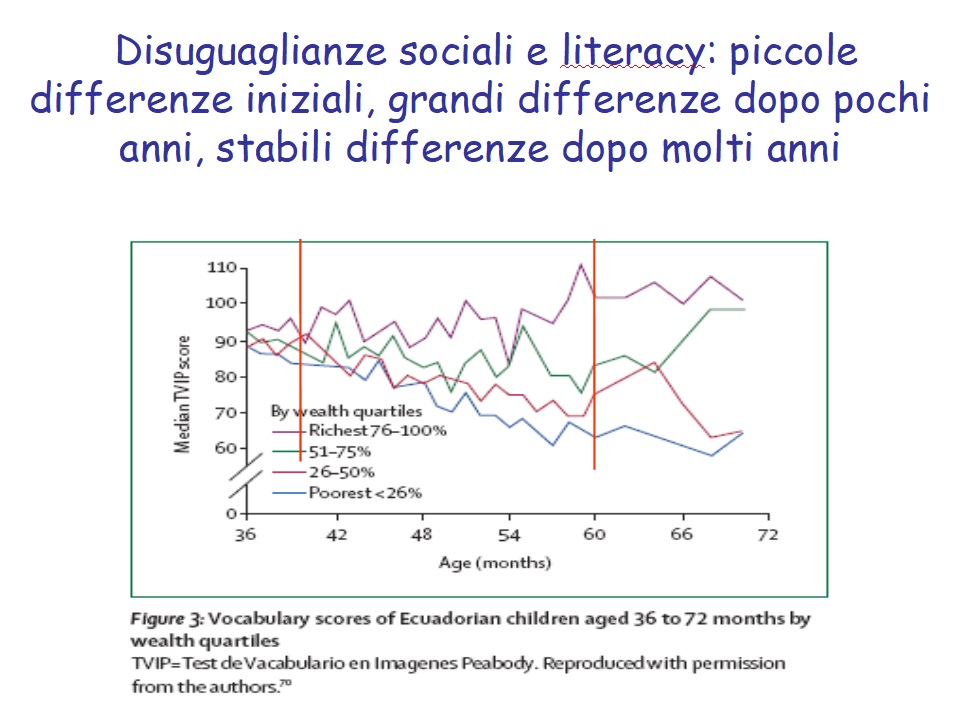 Disuguaglianze sociali e literacy: piccole
differenze iniziali, grandi differenze dopo pochi
anni, stabili differenze dopo molti anni
110
100
90
80
70
60
0
Median TVIP score
By wealth quartiles
Richest 76–100%
51–75%
26–50%
Poorest <26%
36 42 48 54 60 66 72
Age (months)
Figure 3: Vocabulary scores of Ecuadorian children aged 36 to 72 months by
wealth quartiles
TVIP=Test de Vacabulario en Imagenes Peabody. Reproduced with permission
from the authors.⁷⁰